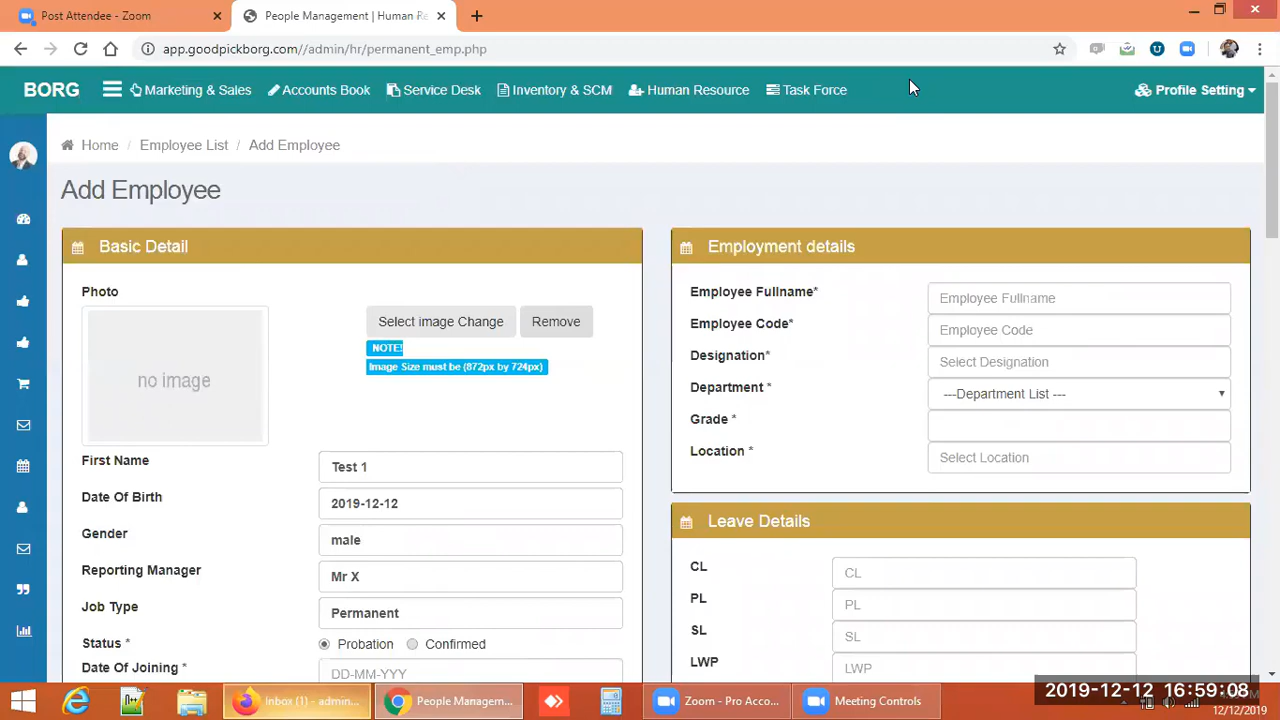 Post Attendee - Zoom
People Management | Human Re
app.goodpickborg.com//admin/hr/permanent_emp.php
BORG
Marketing & Sales
Accounts Book
Service Desk
Inventory & SCM
Human Resource
Task Force
Profile Setting
Home / Employee List / Add Employee
Add Employee
Basic Detail
Photo
no image
Select image Change
Remove
NOTE!
Image Size must be (872px by 724px)
First Name
Test 1
Date Of Birth
2019-12-12
Gender
male
Reporting Manager
Mr X
Job Type
Permanent
Status *
Probation
Confirmed
Date Of Joining *
DD-MM-YYY
Employment details
Employee Fullname*
Employee Fullname
Employee Code*
Employee Code
Designation*
Select Designation
Department *
---Department List ---
Grade *
Location *
Select Location
Leave Details
CL
CL
PL
PL
SL
SL
LWP
LWP
Inbox (1) - admin...
People Managem...
Zoom - Pro Acco...
Meeting Controls
2019-12-12 16:59:08
12/12/2019